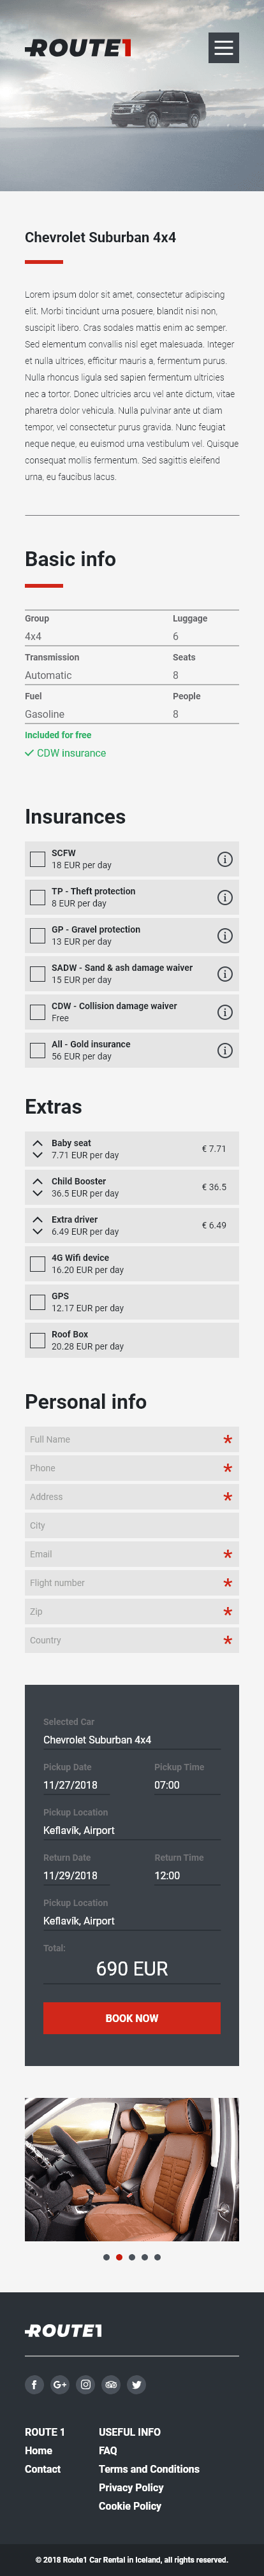 ROUTE1
Chevrolet Suburban 4x4
Lorem ipsum dolor sit amet, consectetur adipiscing
elit. Morbi tincidunt urna posuere, blandit nisi non,
suscipit libero. Cras sodales mattis enim ac semper.
Sed elementum convallis nisl eget malesuada. Integer
et nulla ultrices, efficitur mauris a, fermentum purus.
Nulla rhoncus ligula sed sapien fermentum ultricies
nec a tortor. Donec ultricies arcu vel ante dictum, vitae
pharetra dolor vehicula. Nulla pulvinar ante ut diam
tempor, vel consectetur purus gravida. Nunc feugiat
neque neque, eu euismod urna vestibulum vel. Quisque
consequat mollis fermentum. Sed sagittis eleifend
urna, eu faucibus lacus.
Basic info
Group Luggage
4x4 6
Transmission Seats
Automatic 8
Fuel People
Gasoline 8
Included for free
CDW insurance
Insurances
SCFW
18 EUR per day
TP - Theft protection
8 EUR per day
GP - Gravel protection
13 EUR per day
SADW - Sand & ash damage waiver
15 EUR per day
CDW - Collision damage waiver
Free
All - Gold insurance
56 EUR per day
Extras
Baby seat
7.71 EUR per day € 7.71
Child Booster
36.5 EUR per day € 36.5
Extra driver
6.49 EUR per day € 6.49
4G Wifi device
16.20 EUR per day
GPS
12.17 EUR per day
Roof Box
20.28 EUR per day
Personal info
Full Name *
Phone *
Address *
City
Email *
Flight number *
Zip *
Country *
Selected Car
Chevrolet Suburban 4x4
Pickup Date Pickup Time
11/27/2018 07:00
Pickup Location
Keflavík, Airport
Return Date Return Time
11/29/2018 12:00
Pickup Location
Keflavík, Airport
Total:
690 EUR
BOOK NOW
ROUTE1
ROUTE 1 USEFUL INFO
Home FAQ
Contact Terms and Conditions
Privacy Policy
Cookie Policy
© 2018 Route1 Car Rental in Iceland, all rights reserved.